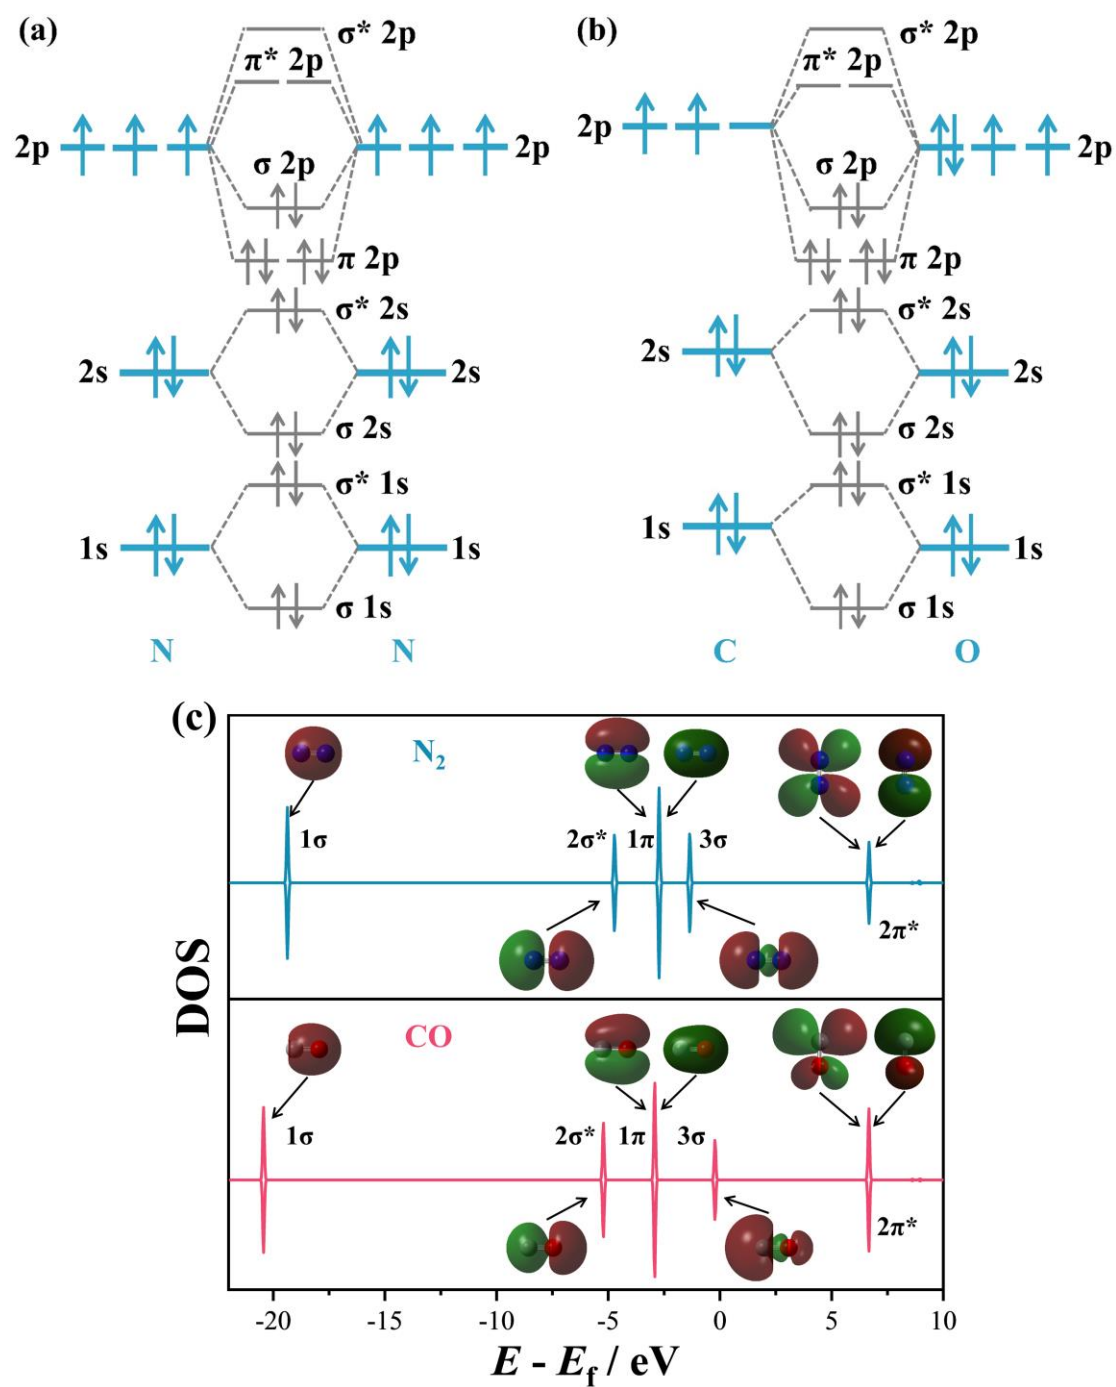 (a)
σ* 2p
π* 2p
2p 2p
σ 2p
π 2p
σ* 2s
2s 2s
σ 2s
σ* 1s
1s 1s
σ 1s
N N
(b)
σ* 2p
π* 2p
2p 2p
σ 2p
π 2p
σ* 2s
2s 2s
σ 2s
σ* 1s
1s 1s
σ 1s
C O
(c)
DOS
N₂
1σ 2σ* 1π 3σ
2π*
CO
1σ 2σ* 1π 3σ
2π*
-20 -15 -10 -5 0 5 10
E - Ef / eV